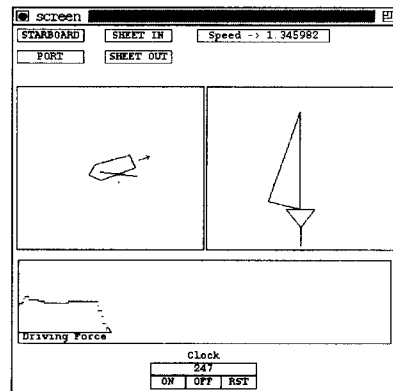 screen
STARBOARD SHEET IN Speed -> 1.345982
PORT SHEET OUT
Driving Force
Clock
247
ON OFF RST